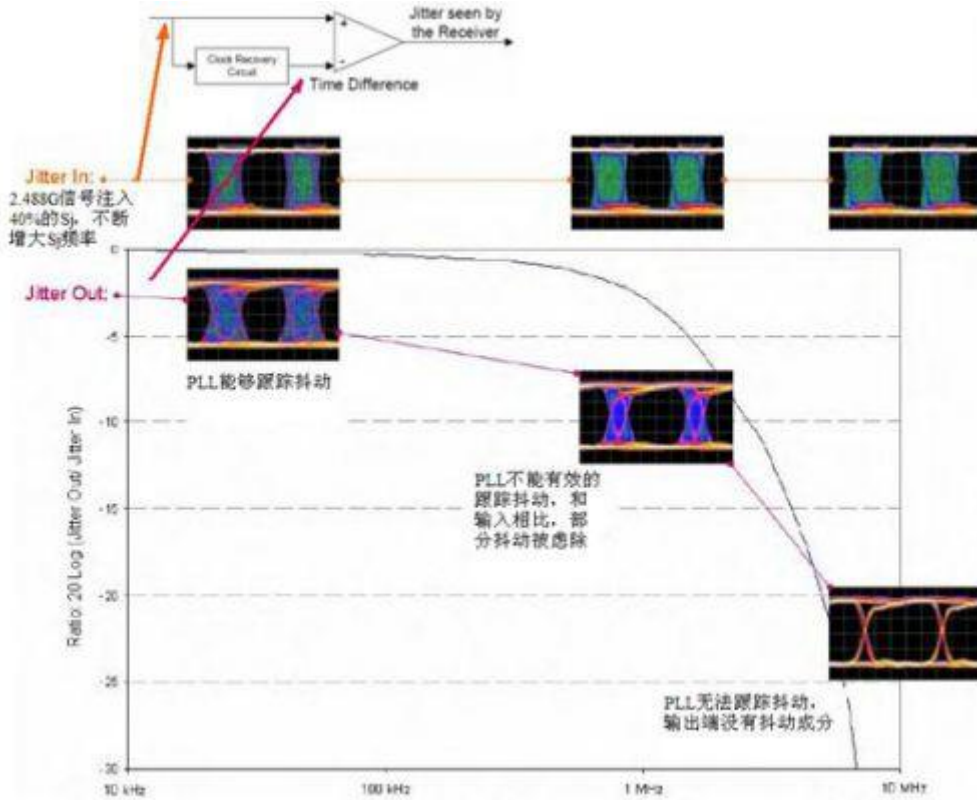 Jitter seen by
the Receiver
+
-
Clock Recovery
Circuit
Time Difference
Jitter In:
2.488G信号注入
40%的Sj，不断
增大Sj频率
Jitter Out:
PLL能够跟踪抖动
PLL不能有效的
跟踪抖动，和
输入相比，部
分抖动被虑除
PLL无法跟踪抖动，
输出端没有抖动成分
Ratio: 20 Log (Jitter Out/ Jitter In)
0
-5
-10
-15
-20
-25
-30
10 kHz
100 kHz
1 MHz
10 MHz